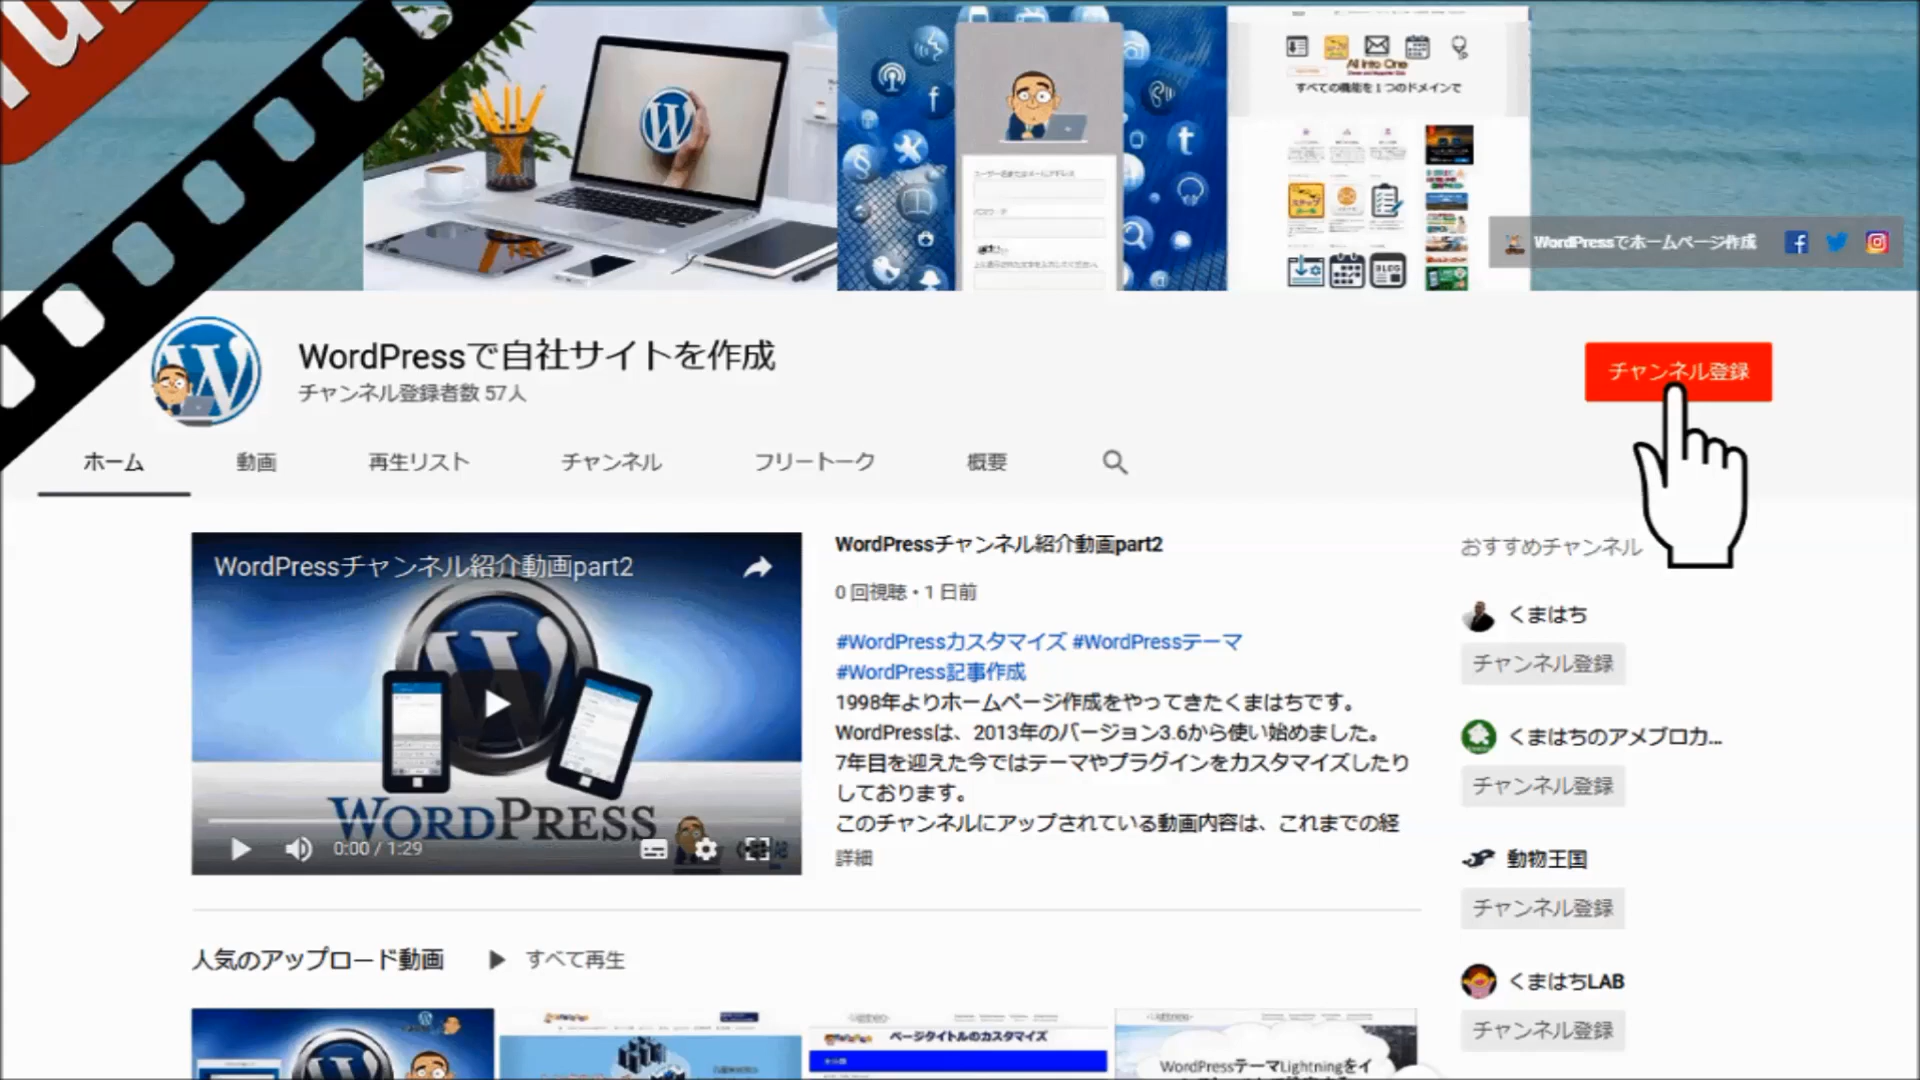 All into One
すべての機能を1つのドメインで
ユーザー名またはメールアドレス
パスワード
BLOG
WordPressでホームページ作成
WordPressで自社サイトを作成
チャンネル登録者数 57人
チャンネル登録
ホーム
動画
再生リスト
チャンネル
フリートーク
概要
WordPressチャンネル紹介動画part2
WORDPRESS
0:00 / 1:29
WordPressチャンネル紹介動画part2
0 回視聴・1 日前
#WordPressカスタマイズ #WordPressテーマ
#WordPress記事作成
1998年よりホームページ作成をやってきたくまはちです。
WordPressは、2013年のバージョン3.6から使い始めました。
7年目を迎えた今ではテーマやプラグインをカスタマイズしたり
しております。
このチャンネルにアップされている動画内容は、これまでの経
詳細
おすすめチャンネル
くまはち
チャンネル登録
くまはちのアメブロカ...
チャンネル登録
動物王国
チャンネル登録
くまはちLAB
チャンネル登録
人気のアップロード動画
すべて再生
ページタイトルのカスタマイズ
WordPressテーマLightningをイ